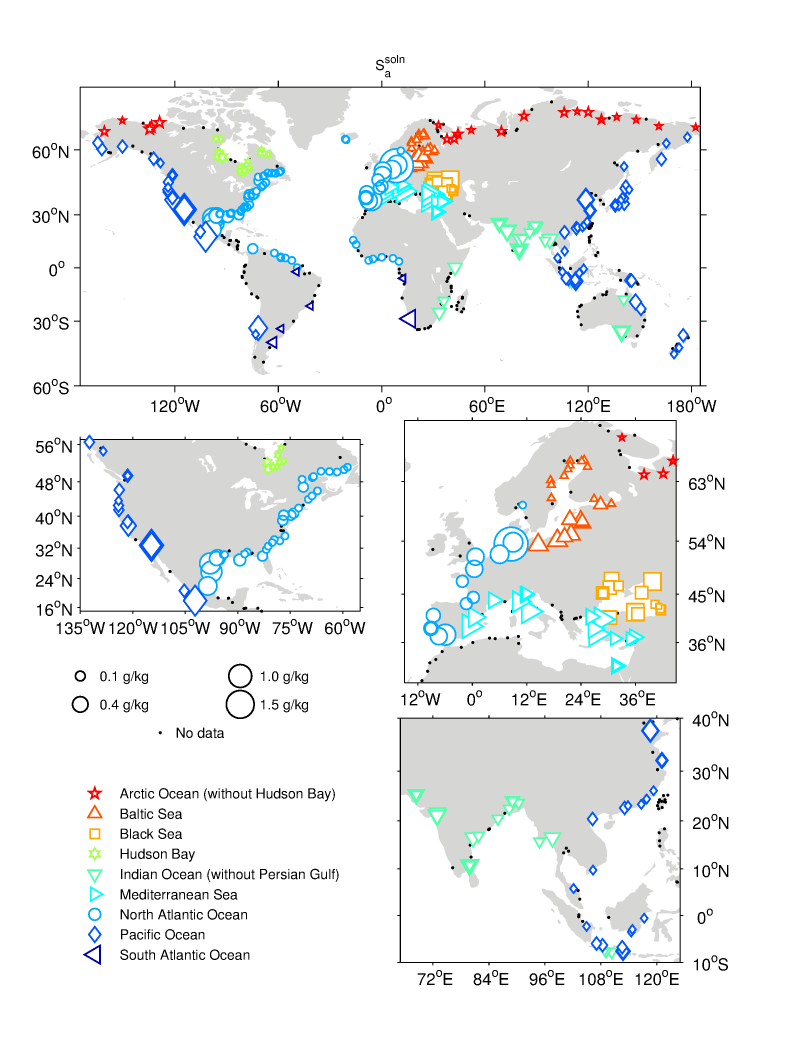 S_a^soln
60°N
30°N
0°
30°S
60°S
120°W 60°W 0° 60°E 120°E 180°W
56°N
48°N
40°N
32°N
24°N
16°N
135°W 120°W 105°W 90°W 75°W 60°W
63°N
54°N
45°N
36°N
12°W 0° 12°E 24°E 36°E
0.1 g/kg 1.0 g/kg
0.4 g/kg 1.5 g/kg
No data
40°N
30°N
20°N
10°N
0°
10°S
72°E 84°E 96°E 108°E 120°E
Arctic Ocean (without Hudson Bay)
Baltic Sea
Black Sea
Hudson Bay
Indian Ocean (without Persian Gulf)
Mediterranean Sea
North Atlantic Ocean
Pacific Ocean
South Atlantic Ocean